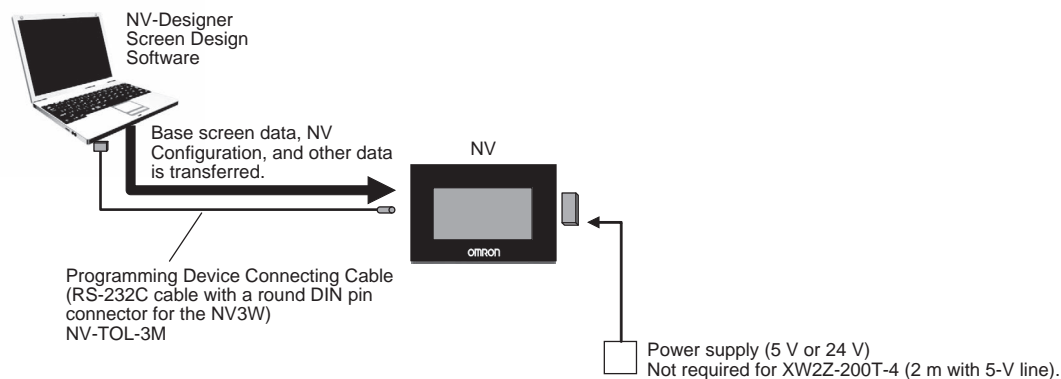 NV-Designer
Screen Design
Software
Base screen data, NV
Configuration, and other data
is transferred.
NV
OMRON
Programming Device Connecting Cable
(RS-232C cable with a round DIN pin
connector for the NV3W)
NV-TOL-3M
Power supply (5 V or 24 V)
Not required for XW2Z-200T-4 (2 m with 5-V line).